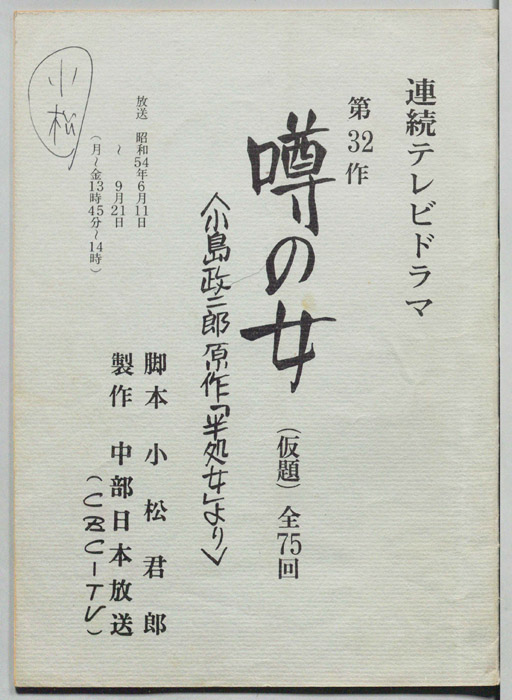 連続テレビドラマ
第32作
噂の女
(仮題)全75回
〈小島政二郎原作「半処女」より〉
脚本 小松君郎
製作 中部日本放送
(CBC-TV)
放送 昭和54年6月11日
〜 9月21日
(月〜金13時45分〜14時)
小松